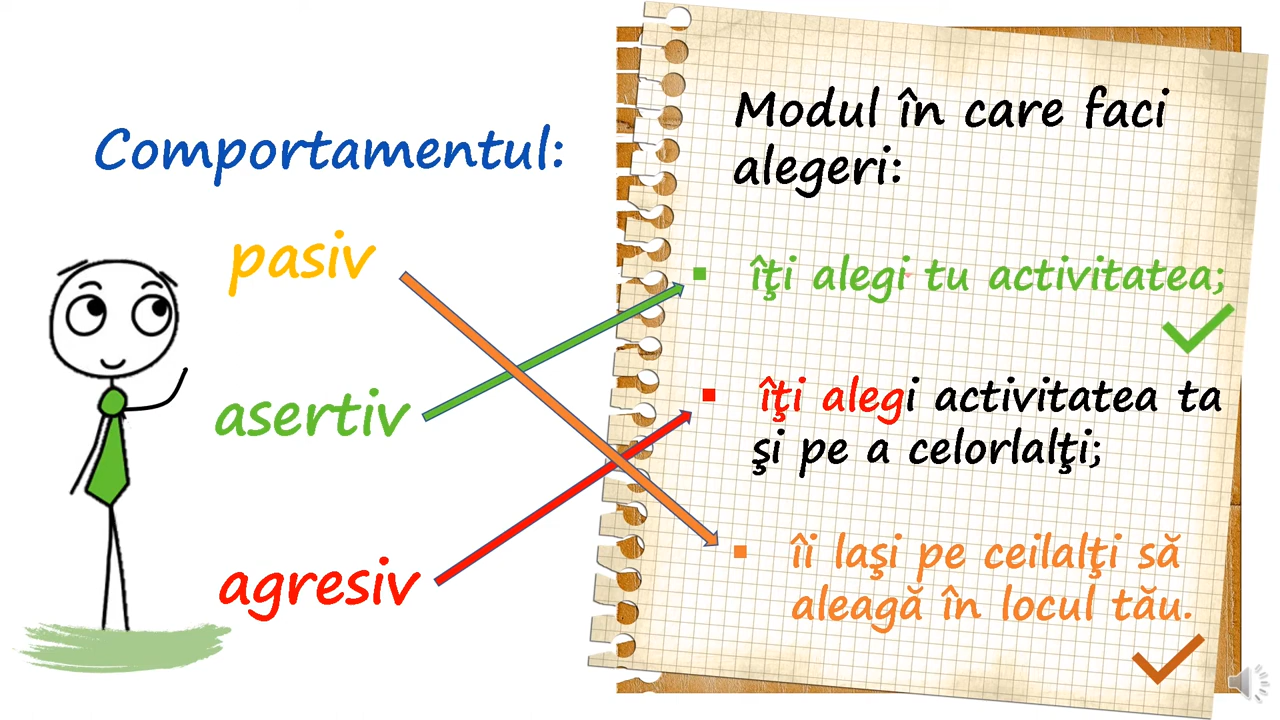 Comportamentul:
pasiv
asertiv
agresiv
Modul în care faci
alegeri:
▪ îţi alegi tu activitatea;
▪ îţi alegi activitatea ta
şi pe a celorlalţi;
▪ îi laşi pe ceilalţi să
aleagă în locul tău.